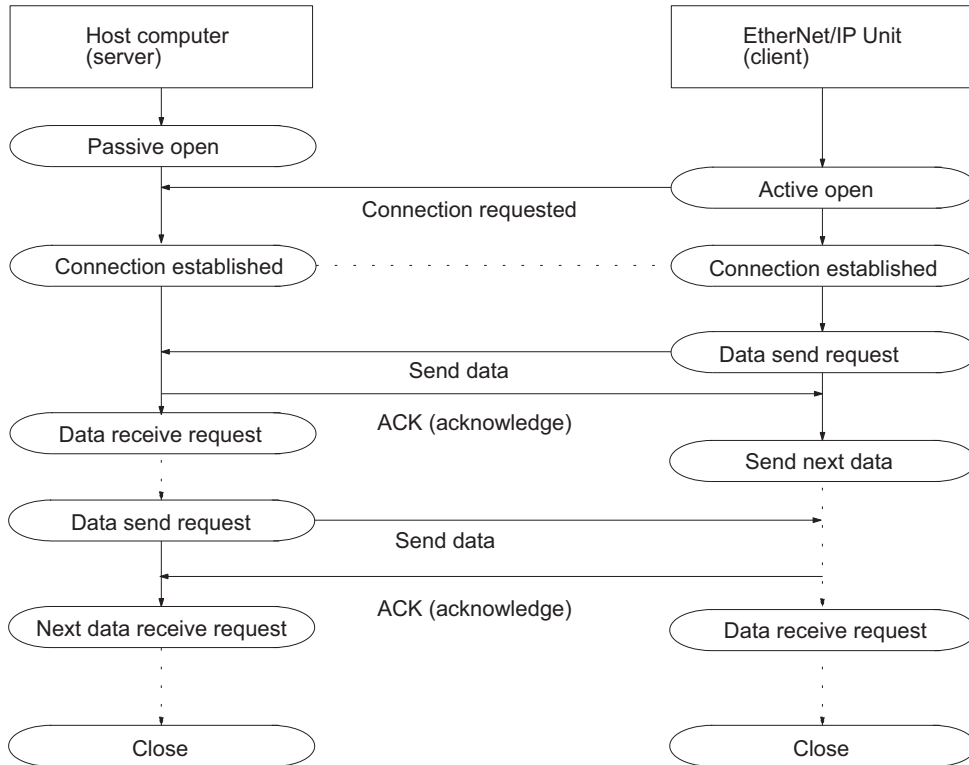 Host computer
(server)
EtherNet/IP Unit
(client)
Passive open
Active open
Connection requested
Connection established
Connection established
Data send request
Send data
ACK (acknowledge)
Data receive request
Send next data
Data send request
Send data
ACK (acknowledge)
Next data receive request
Data receive request
Close
Close